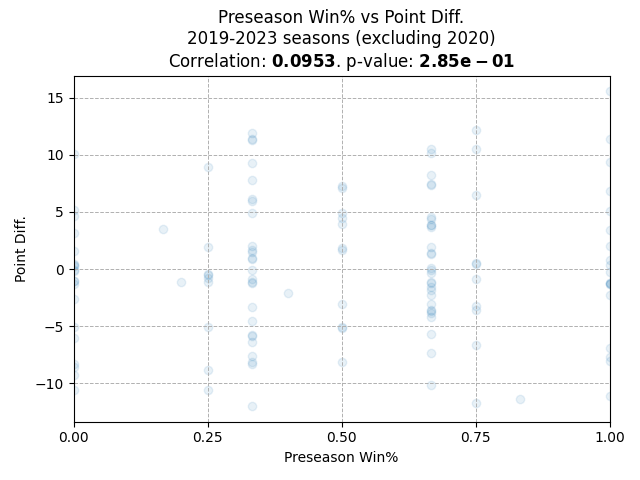 Preseason Win% vs Point Diff.
2019-2023 seasons (excluding 2020)
Correlation: 0.0953. p-value: 2.85e − 01
15
10
5
0
−5
−10
Point Diff.
0.00 0.25 0.50 0.75 1.00
Preseason Win%